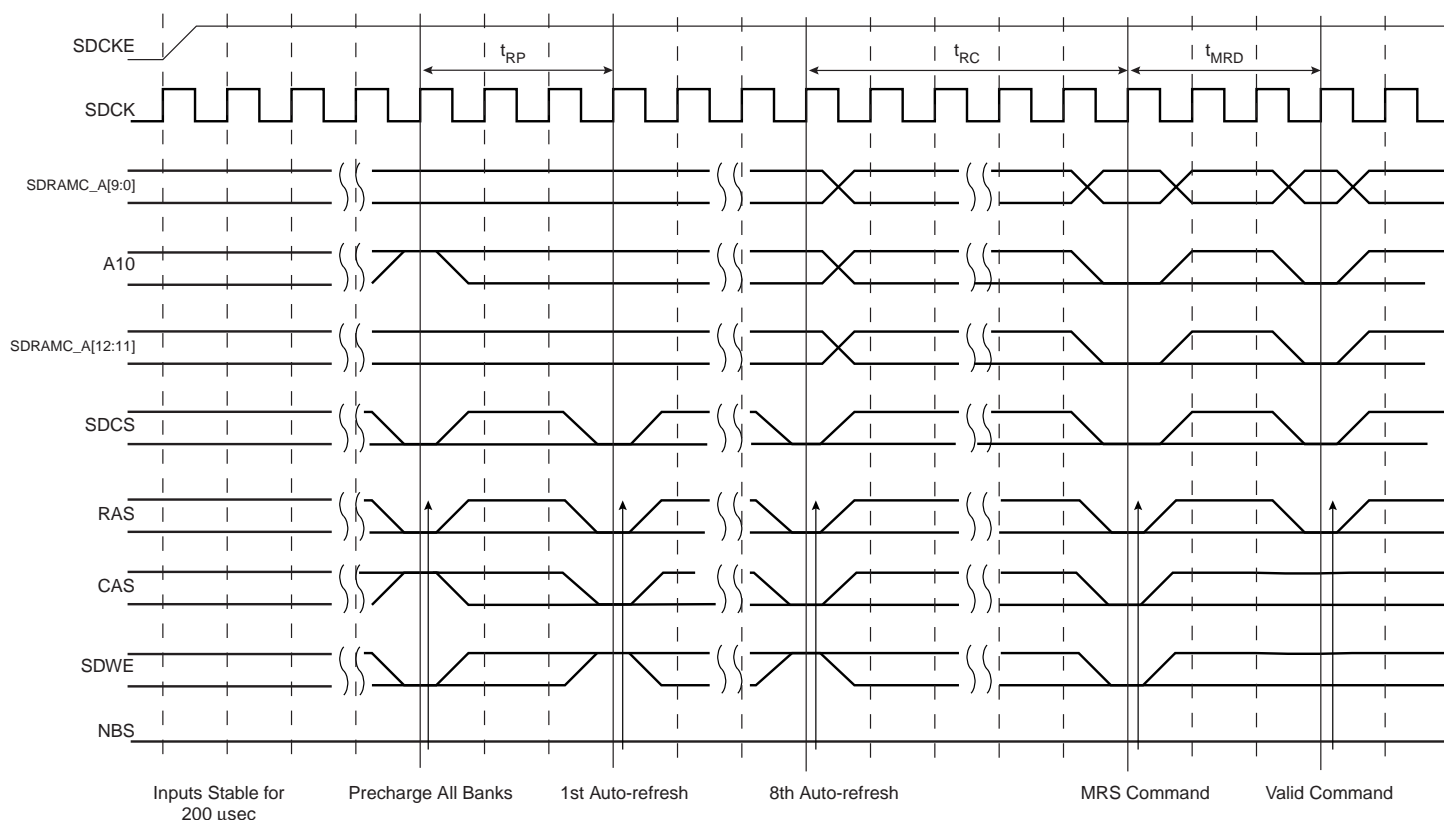 SDCKE
t_RP
t_RC
t_MRD
SDCK
SDRAMC_A[9:0]
A10
SDRAMC_A[12:11]
SDCS
RAS
CAS
SDWE
NBS
Inputs Stable for
200 μsec
Precharge All Banks
1st Auto-refresh
8th Auto-refresh
MRS Command
Valid Command